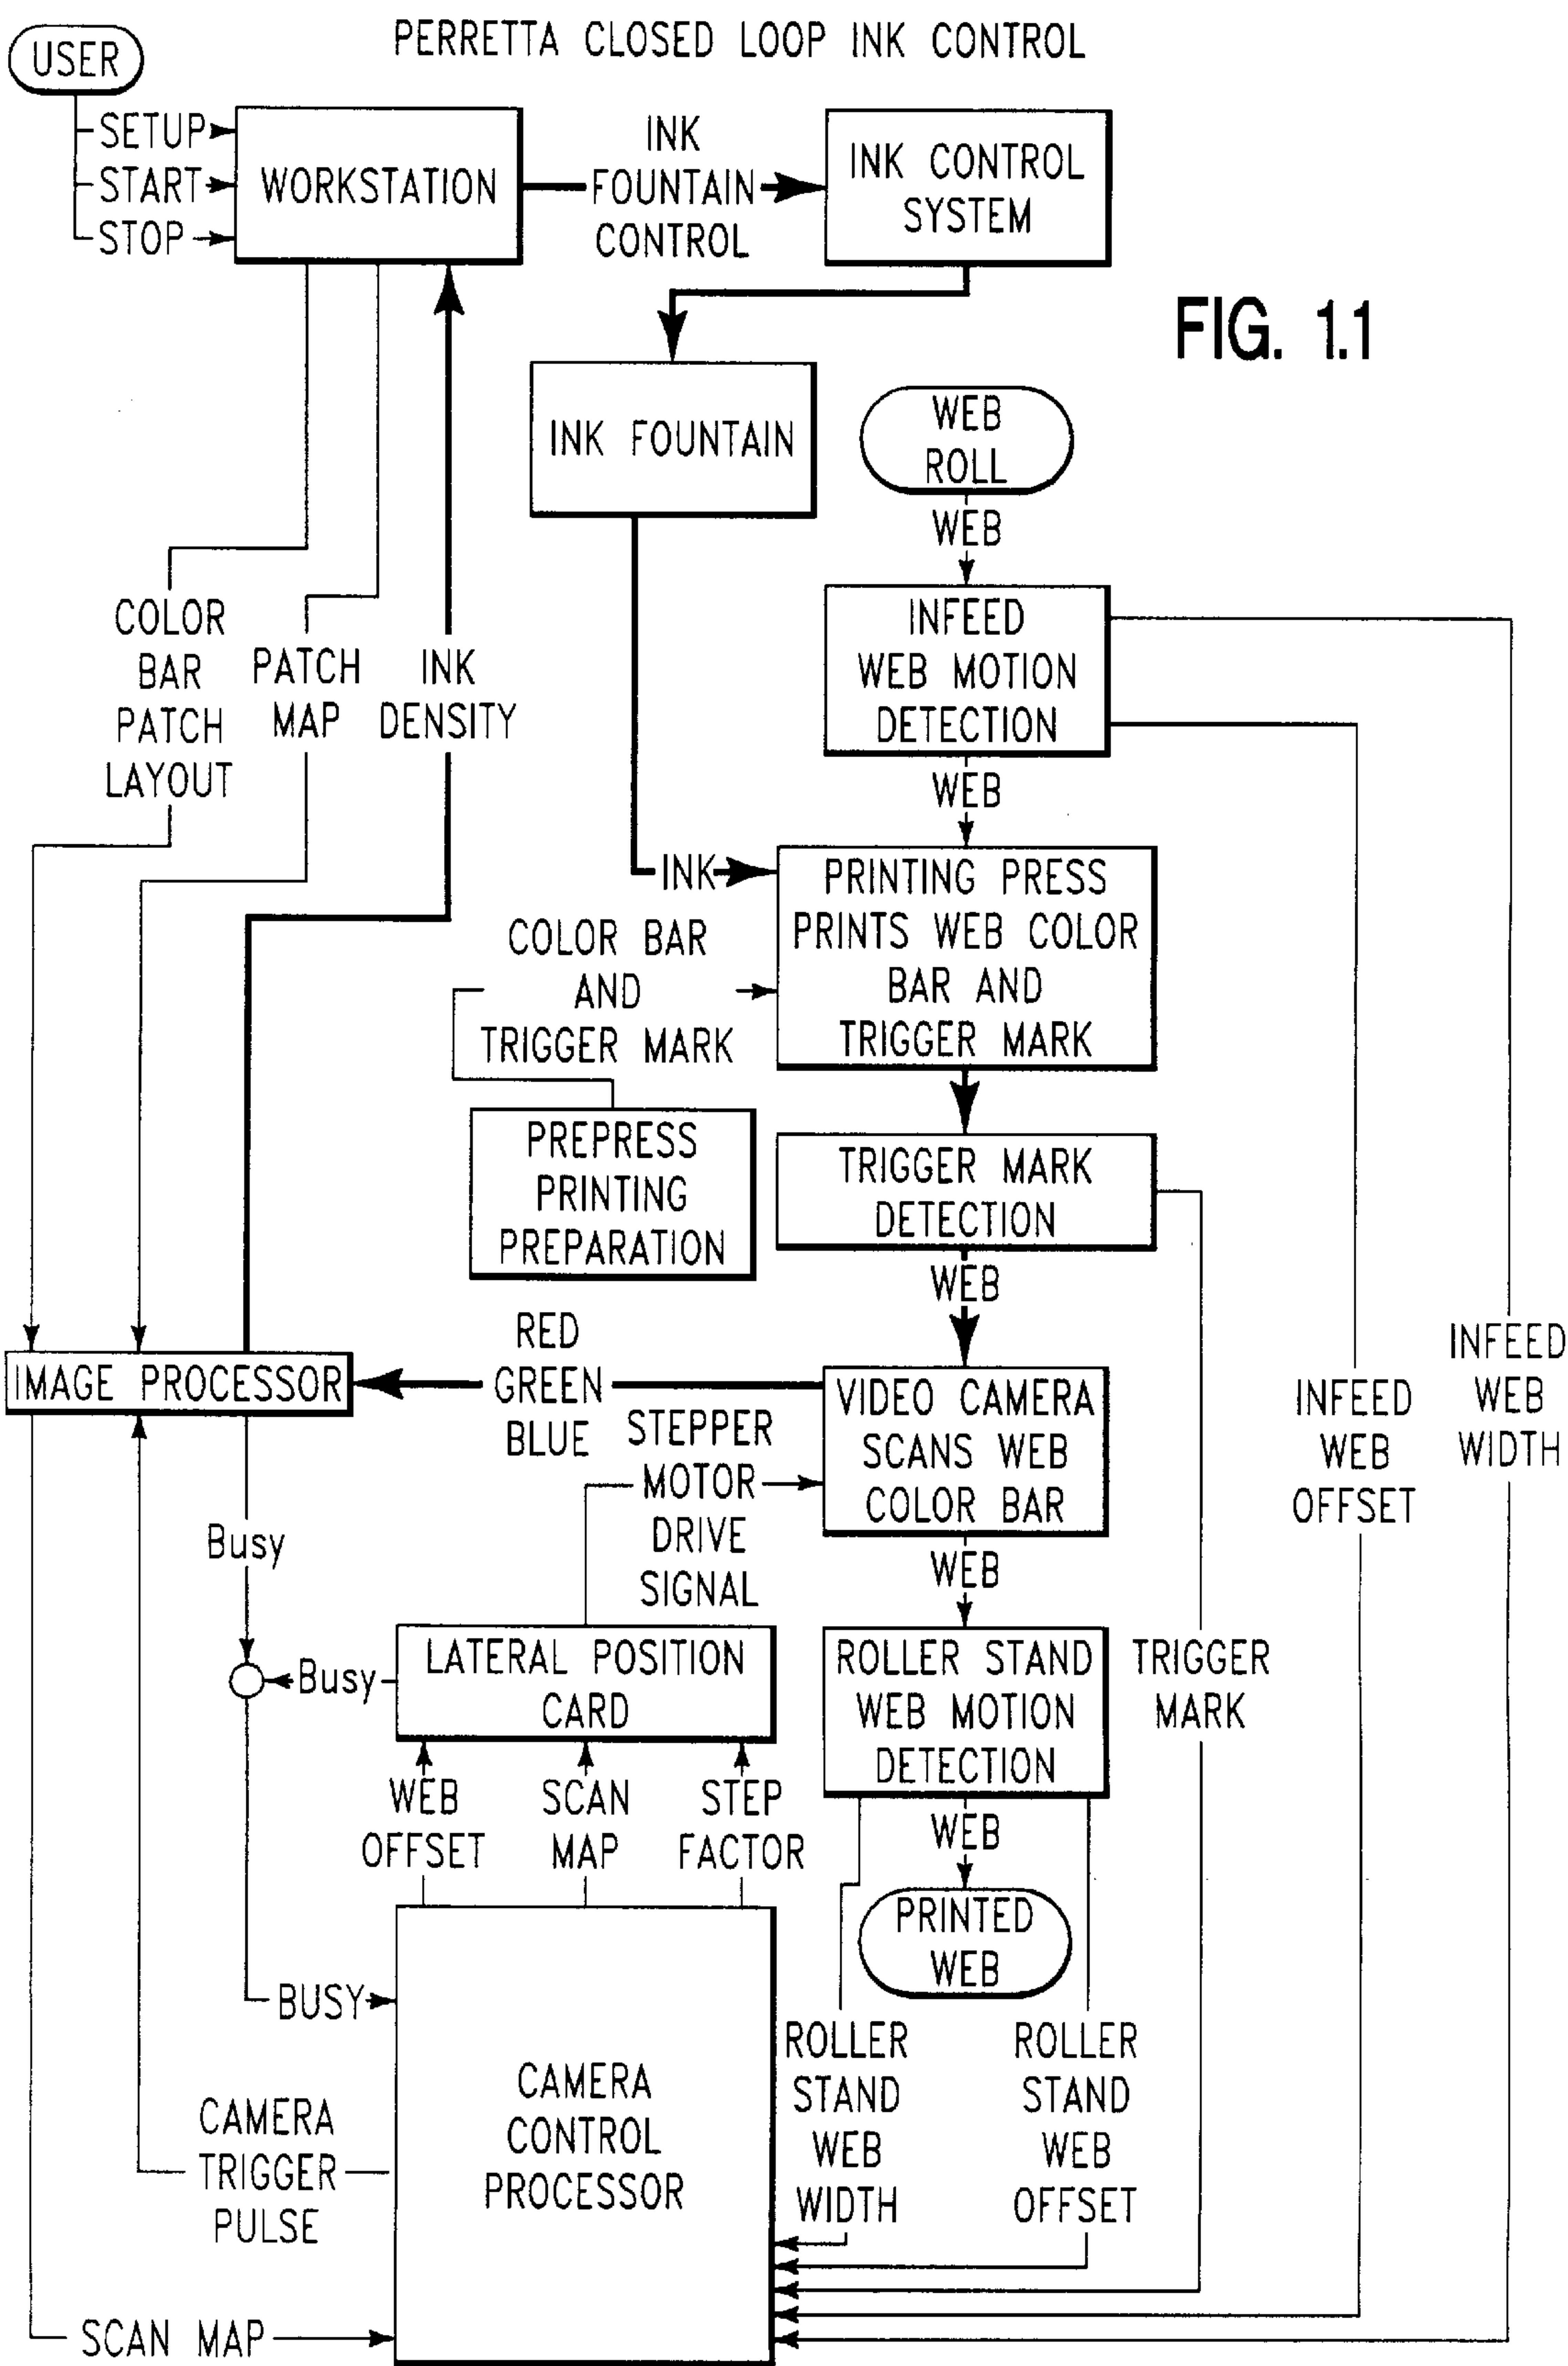 PERRETTA CLOSED LOOP INK CONTROL
USER
SETUP
START
STOP
WORKSTATION
INK
FOUNTAIN
CONTROL
INK CONTROL
SYSTEM
FIG. 1.1
INK FOUNTAIN
WEB
ROLL
WEB
COLOR
BAR
PATCH
LAYOUT
PATCH
MAP
INK
DENSITY
INFEED
WEB MOTION
DETECTION
WEB
INK
PRINTING PRESS
PRINTS WEB COLOR
BAR AND
TRIGGER MARK
COLOR BAR
AND
TRIGGER MARK
PREPRESS
PRINTING
PREPARATION
TRIGGER MARK
DETECTION
WEB
IMAGE PROCESSOR
RED
GREEN
BLUE
VIDEO CAMERA
SCANS WEB
COLOR BAR
INFEED
WEB
OFFSET
INFEED
WEB
WIDTH
STEPPER
MOTOR
DRIVE
SIGNAL
Busy
WEB
Busy
LATERAL POSITION
CARD
ROLLER STAND
WEB MOTION
DETECTION
TRIGGER
MARK
WEB
OFFSET
SCAN
MAP
STEP
FACTOR
WEB
PRINTED
WEB
BUSY
CAMERA
CONTROL
PROCESSOR
ROLLER
STAND
WEB
WIDTH
ROLLER
STAND
WEB
OFFSET
CAMERA
TRIGGER
PULSE
SCAN MAP